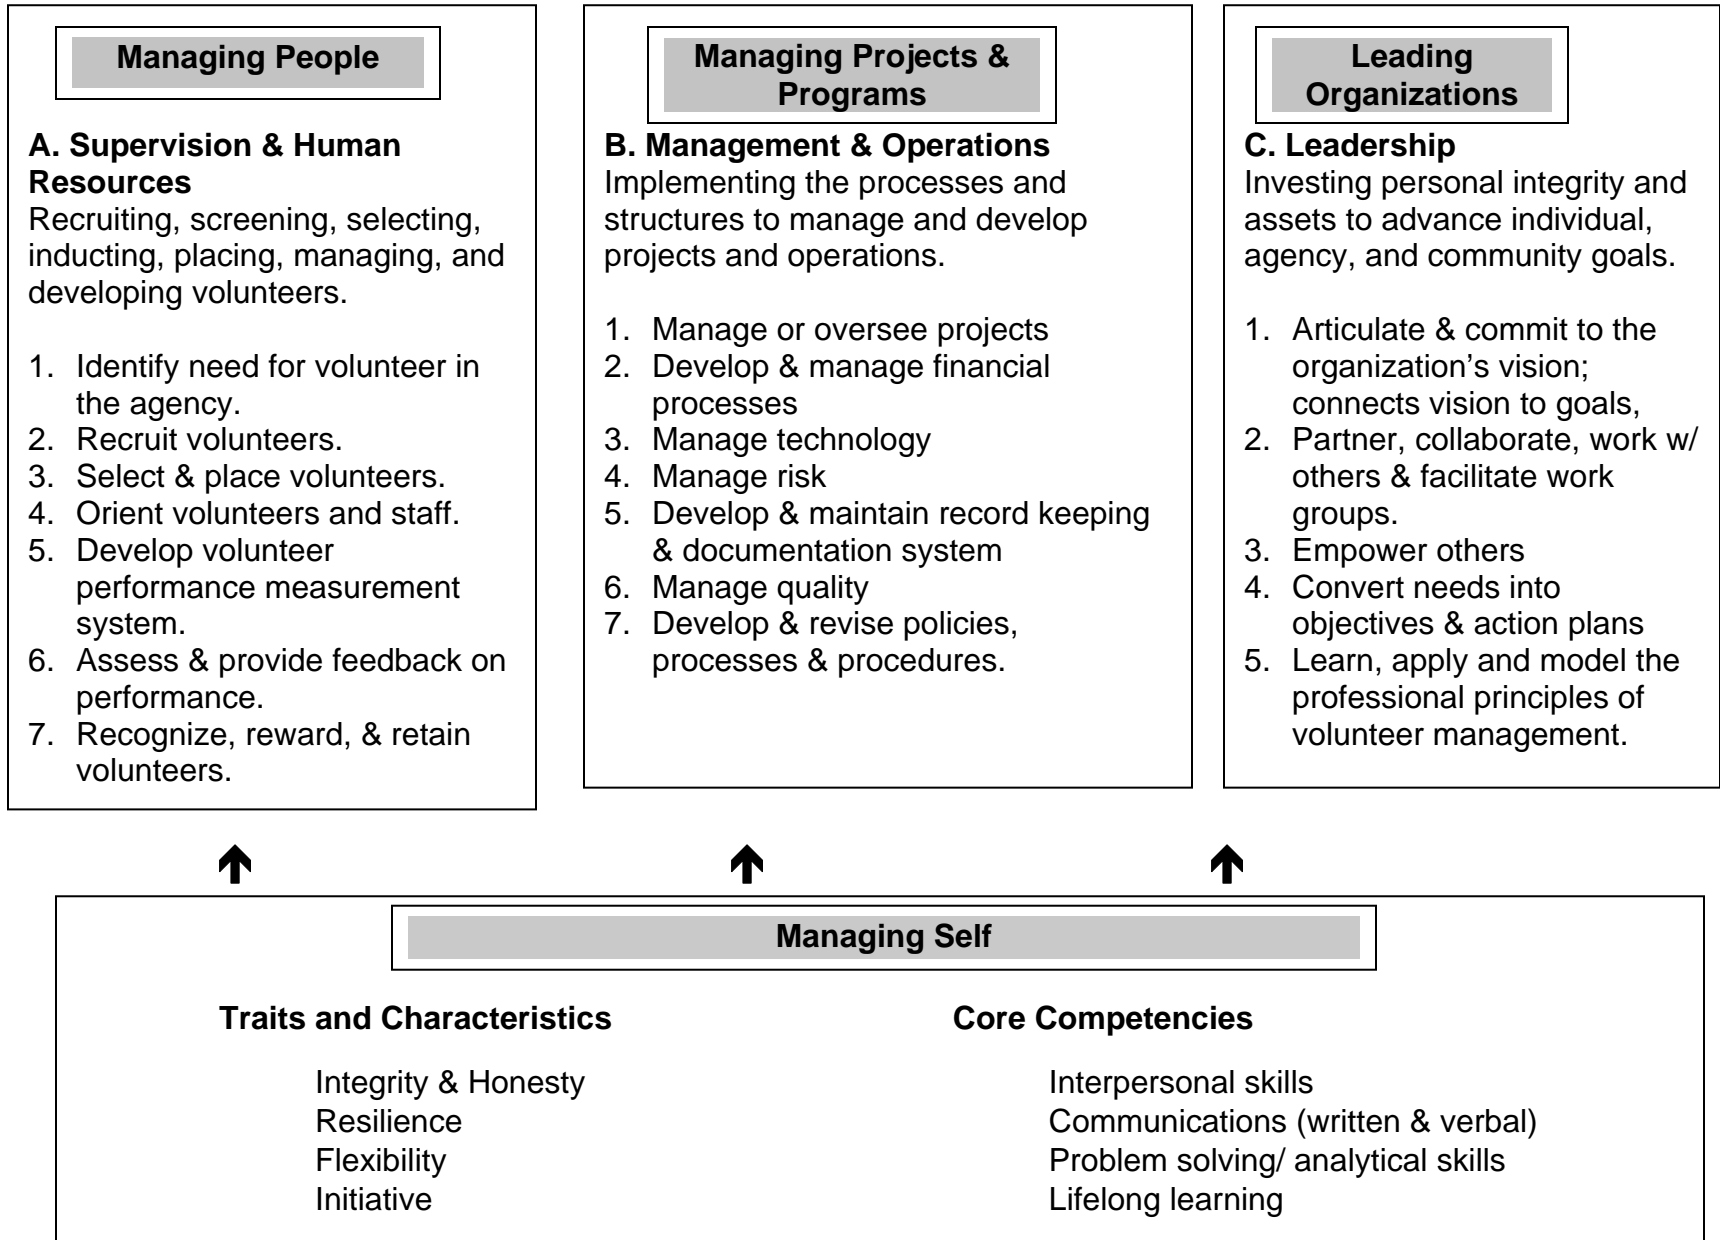 Managing People
A. Supervision & Human
Resources
Recruiting, screening, selecting,
inducting, placing, managing, and
developing volunteers.
1. Identify need for volunteer in
the agency.
2. Recruit volunteers.
3. Select & place volunteers.
4. Orient volunteers and staff.
5. Develop volunteer
performance measurement
system.
6. Assess & provide feedback on
performance.
7. Recognize, reward, & retain
volunteers.
Managing Projects &
Programs
B. Management & Operations
Implementing the processes and
structures to manage and develop
projects and operations.
1. Manage or oversee projects
2. Develop & manage financial
processes
3. Manage technology
4. Manage risk
5. Develop & maintain record keeping
& documentation system
6. Manage quality
7. Develop & revise policies,
processes & procedures.
Leading
Organizations
C. Leadership
Investing personal integrity and
assets to advance individual,
agency, and community goals.
1. Articulate & commit to the
organization’s vision;
connects vision to goals,
2. Partner, collaborate, work w/
others & facilitate work
groups.
3. Empower others
4. Convert needs into
objectives & action plans
5. Learn, apply and model the
professional principles of
volunteer management.
Managing Self
Traits and Characteristics
Integrity & Honesty
Resilience
Flexibility
Initiative
Core Competencies
Interpersonal skills
Communications (written & verbal)
Problem solving/ analytical skills
Lifelong learning